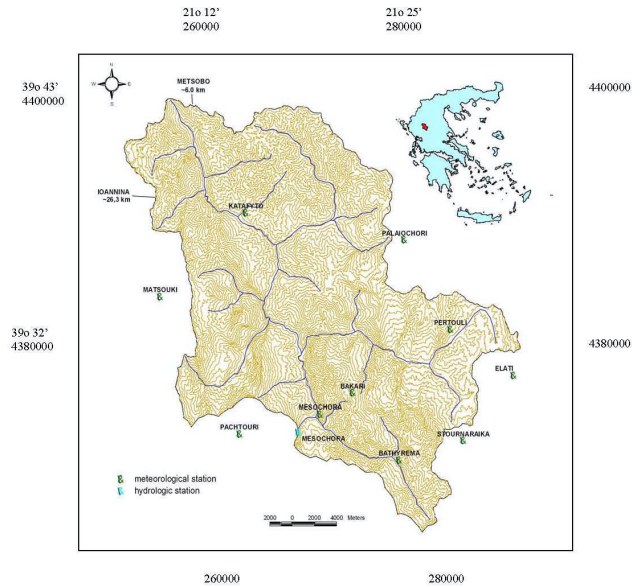 21o 12’
260000
21o 25’
280000
39o 43’
4400000
4400000
N
W
E
S
METSOBO
~6.0 km
IOANNINA
~26,3 km
KATAFYTO
PALAIOCHORI
MATSOUKI
39o 32’
4380000
4380000
PERTOULI
ELATI
BAKARI
MESOCHORA
PACHTOURI
MESOCHORA
STOURNARAIKA
BATHYREMA
meteorological station
hydrologic station
2000 0 2000 4000 Meters
260000
280000